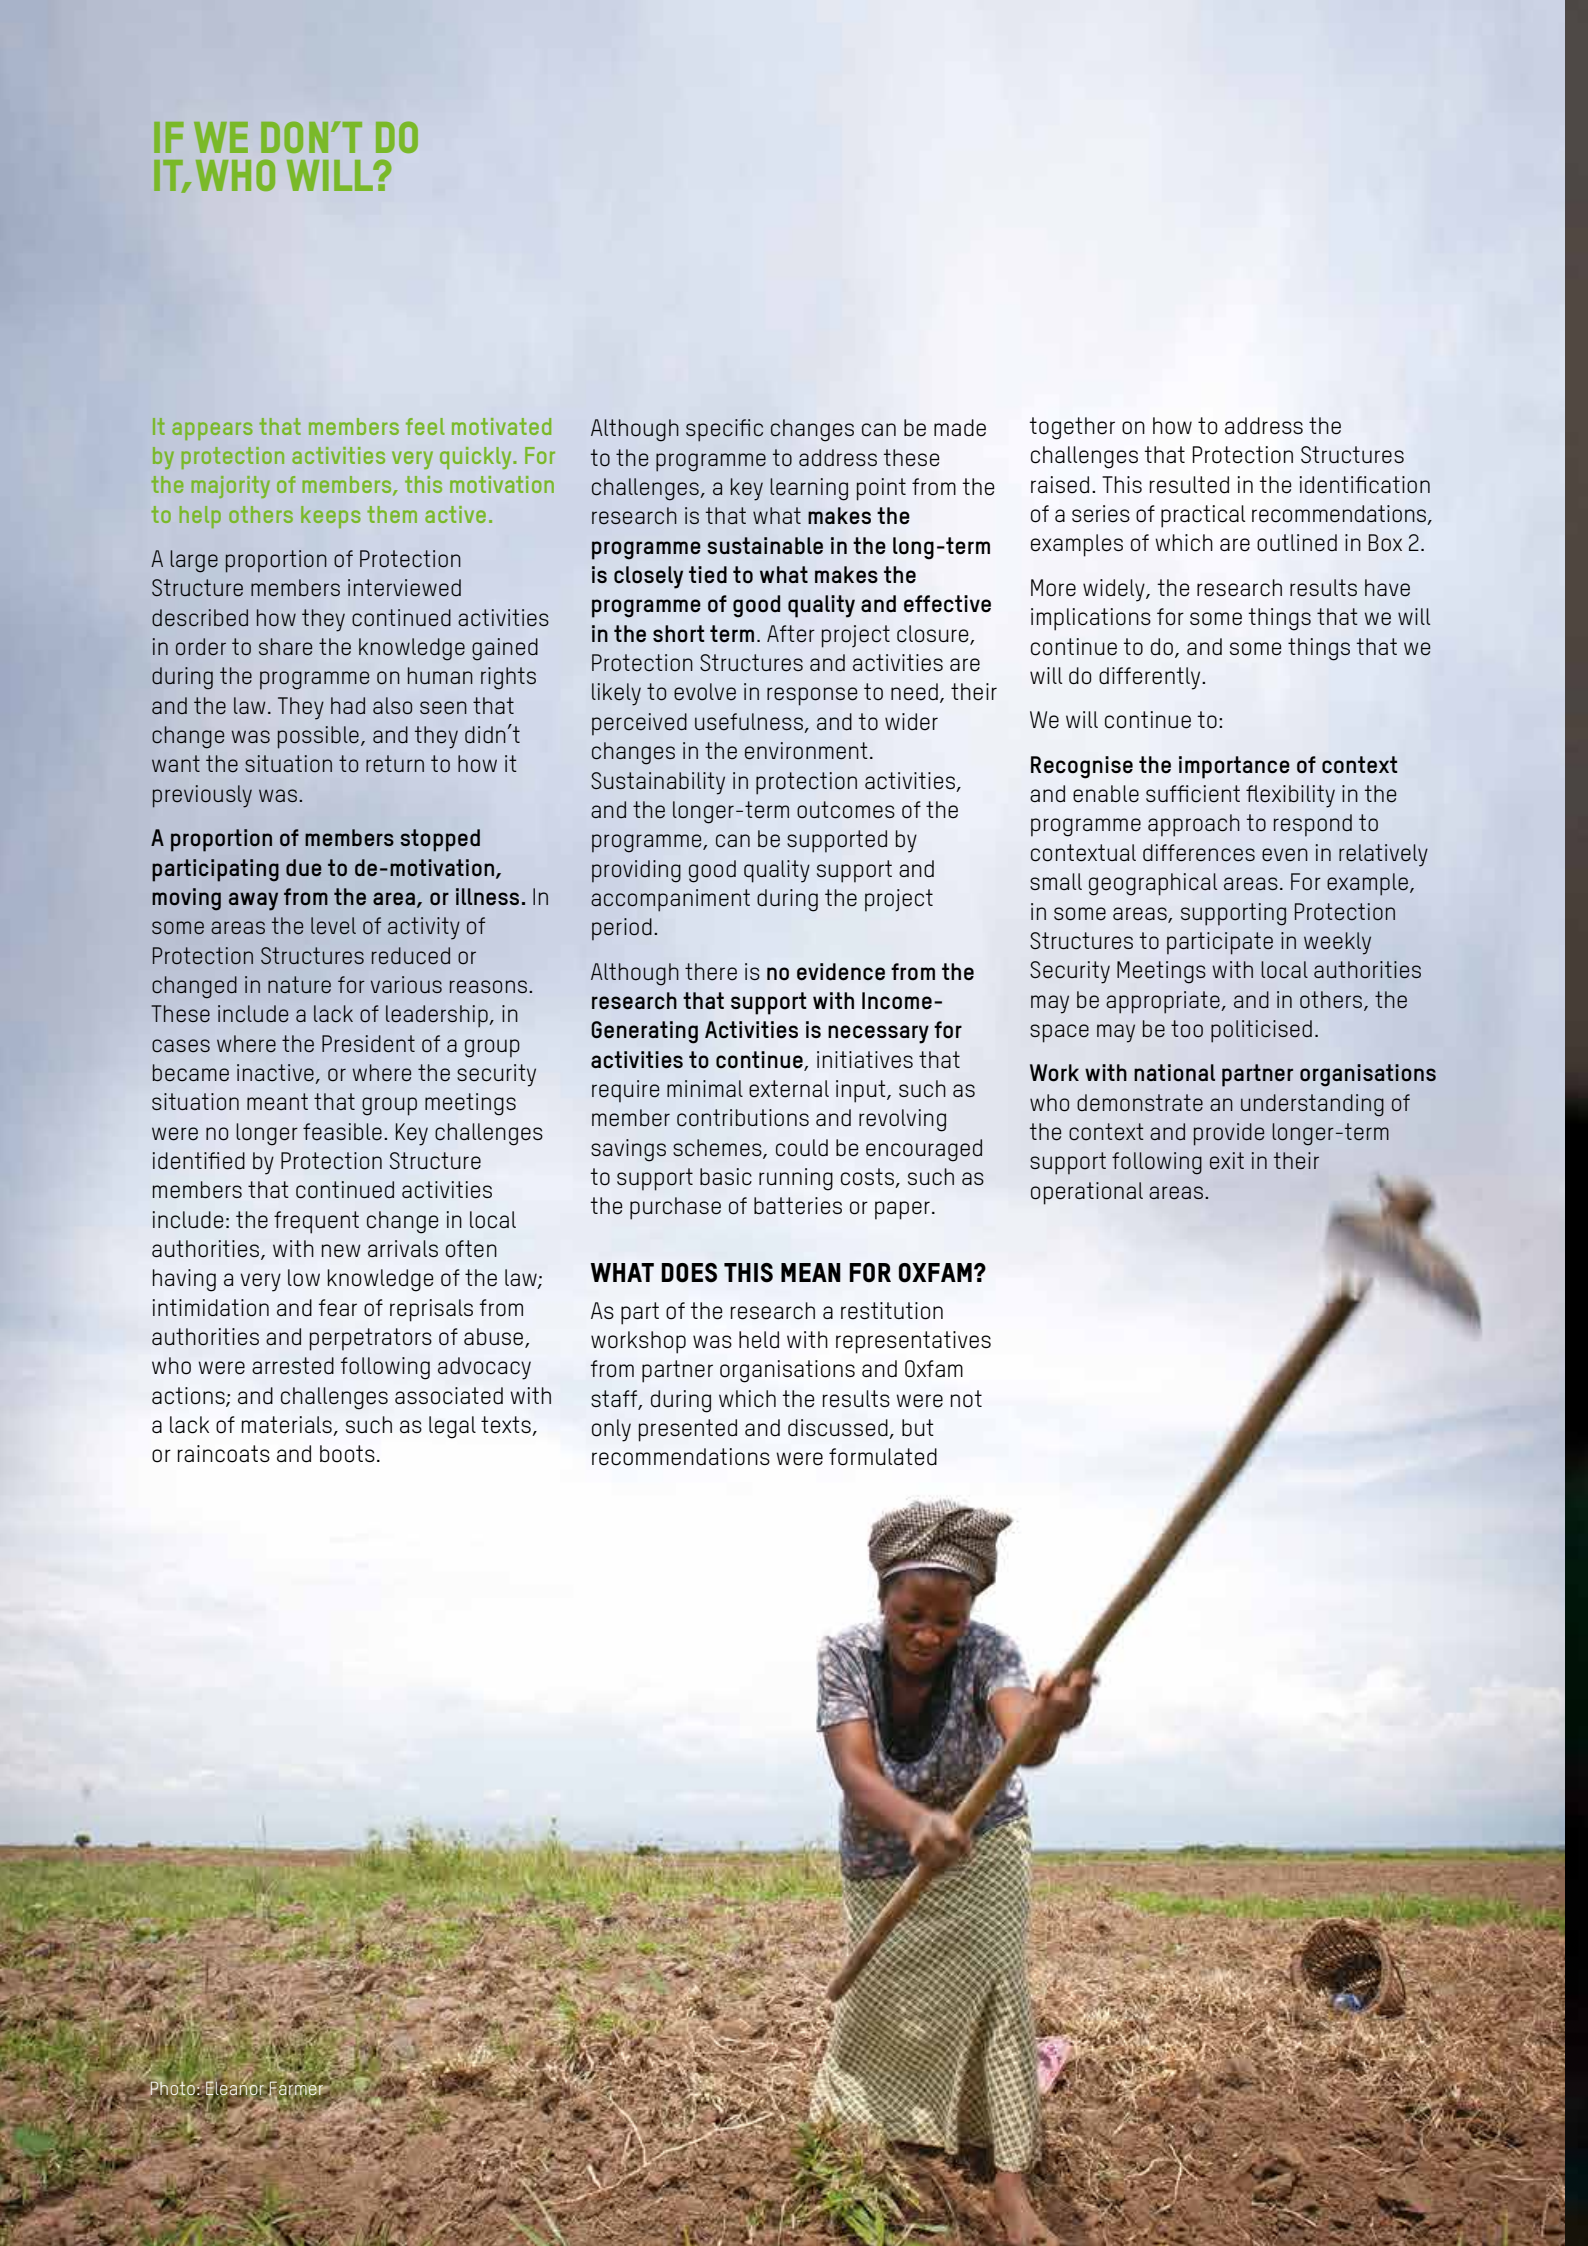 IF WE DON'T DO
IT, WHO WILL?
It appears that members feel motivated
by protection activities very quickly. For
the majority of members, this motivation
to help others keeps them active.
A large proportion of Protection
Structure members interviewed
described how they continued activities
in order to share the knowledge gained
during the programme on human rights
and the law. They had also seen that
change was possible, and they didn't
want the situation to return to how it
previously was.
A proportion of members stopped
participating due to de-motivation,
moving away from the area, or illness. In
some areas the level of activity of
Protection Structures reduced or
changed in nature for various reasons.
These include a lack of leadership, in
cases where the President of a group
became inactive, or where the security
situation meant that group meetings
were no longer feasible. Key challenges
identified by Protection Structure
members that continued activities
include: the frequent change in local
authorities, with new arrivals often
having a very low knowledge of the law;
intimidation and fear of reprisals from
authorities and perpetrators of abuse,
who were arrested following advocacy
actions; and challenges associated with
a lack of materials, such as legal texts,
or raincoats and boots.
Although specific changes can be made
to the programme to address these
challenges, a key learning point from the
research is that what makes the
programme sustainable in the long-term
is closely tied to what makes the
programme of good quality and effective
in the short term. After project closure,
Protection Structures and activities are
likely to evolve in response to need, their
perceived usefulness, and to wider
changes in the environment.
Sustainability in protection activities,
and the longer-term outcomes of the
programme, can be supported by
providing good quality support and
accompaniment during the project
period.
Although there is no evidence from the
research that support with Income-
Generating Activities is necessary for
activities to continue, initiatives that
require minimal external input, such as
member contributions and revolving
savings schemes, could be encouraged
to support basic running costs, such as
the purchase of batteries or paper.
WHAT DOES THIS MEAN FOR OXFAM?
As part of the research a restitution
workshop was held with representatives
from partner organisations and Oxfam
staff, during which the results were not
only presented and discussed, but
recommendations were formulated
together on how to address the
challenges that Protection Structures
raised. This resulted in the identification
of a series of practical recommendations,
examples of which are outlined in Box 2.
More widely, the research results have
implications for some things that we will
continue to do, and some things that we
will do differently.
We will continue to:
Recognise the importance of context
and enable sufficient flexibility in the
programme approach to respond to
contextual differences even in relatively
small geographical areas. For example,
in some areas, supporting Protection
Structures to participate in weekly
Security Meetings with local authorities
may be appropriate, and in others, the
space may be too politicised.
Work with national partner organisations
who demonstrate an understanding of
the context and provide longer-term
support following exit in their
operational areas.
Photo: Eleanor Farmer